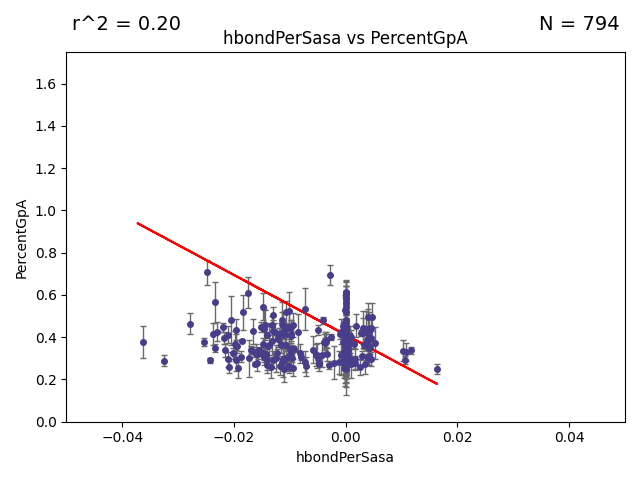 r^2 = 0.20
N = 794
hbondPerSasa vs PercentGpA
1.6
1.4
1.2
1.0
0.8
0.6
0.4
0.2
0.0
PercentGpA
−0.04
−0.02
0.00
0.02
0.04
hbondPerSasa